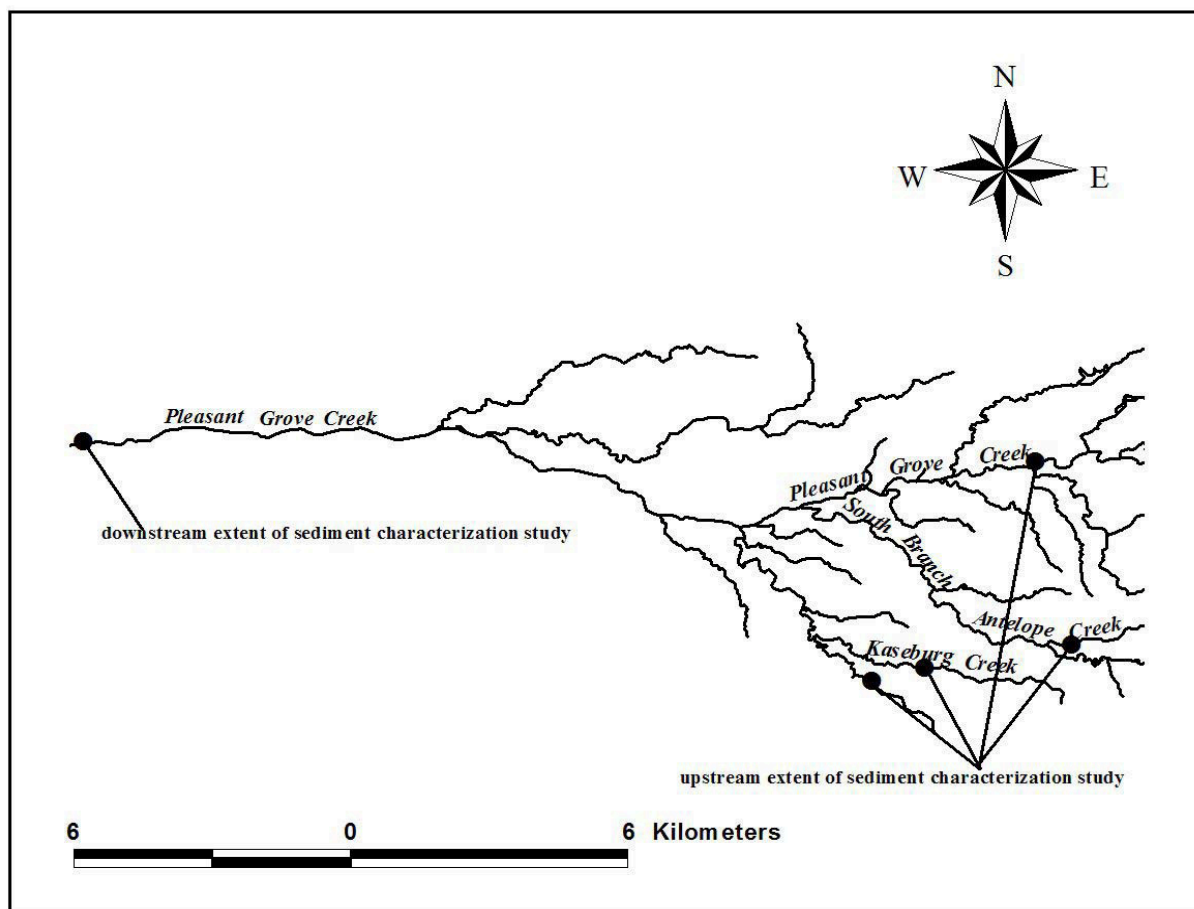 N
W E
S
Pleasant Grove Creek
Pleasant Grove Creek
South Branch
downstream extent of sediment characterization study
Antelope Creek
Kaseburg Creek
upstream extent of sediment characterization study
6 0 6 Kilometers